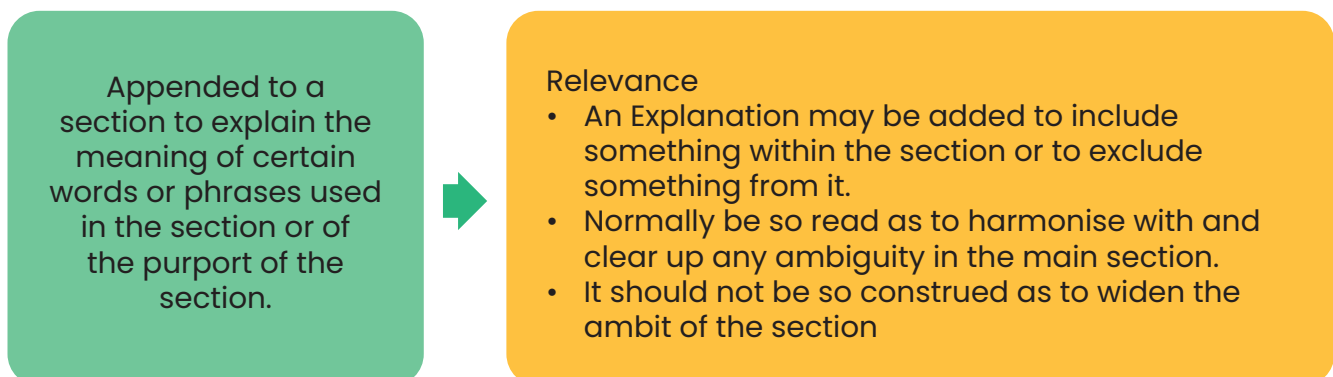 Appended to a
section to explain the
meaning of certain
words or phrases used
in the section or of
the purport of the
section.
Relevance
• An Explanation may be added to include
something within the section or to exclude
something from it.
• Normally be so read as to harmonise with and
clear up any ambiguity in the main section.
• It should not be so construed as to widen the
ambit of the section